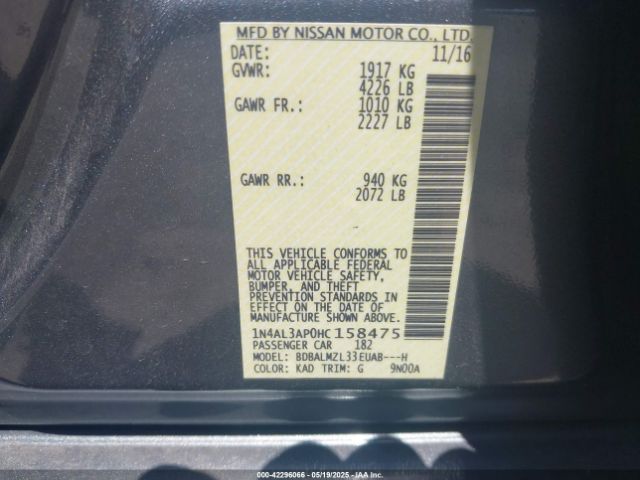 MFD BY NISSAN MOTOR CO., LTD.
DATE: 11/16
GVWR: 1917 KG
4226 LB
GAWR FR.: 1010 KG
2227 LB
GAWR RR.: 940 KG
2072 LB
THIS VEHICLE CONFORMS TO
ALL APPLICABLE FEDERAL
MOTOR VEHICLE SAFETY,
BUMPER, AND THEFT
PREVENTION STANDARDS IN
EFFECT ON THE DATE OF
MANUFACTURE SHOWN ABOVE.
1N4AL3AP0HC158475
PASSENGER CAR 182
MODEL: BDBALMZL33EUAB---H
COLOR: KAD TRIM: G 9N00A
000-42296066 - 05/19/2025 - IAAI.COM